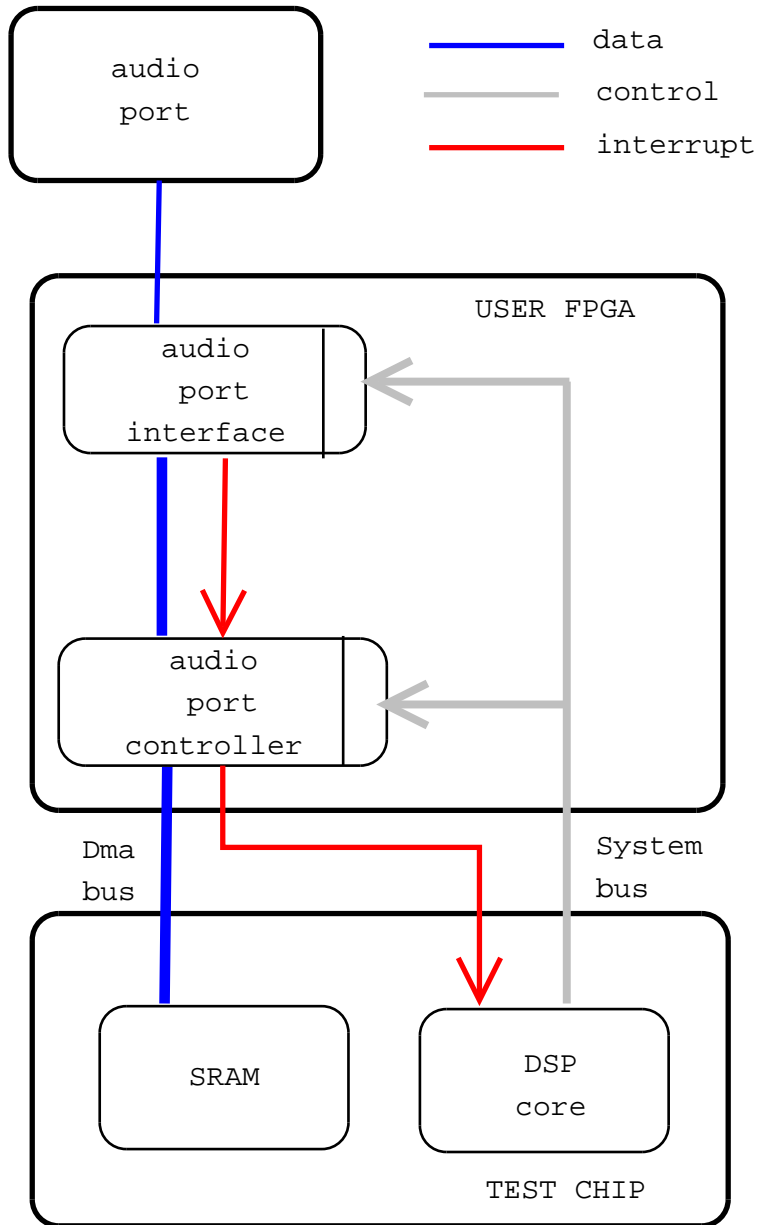 audio
port
data
control
interrupt
USER FPGA
audio
port
interface
audio
port
controller
Dma
bus
System
bus
SRAM
DSP
core
TEST CHIP